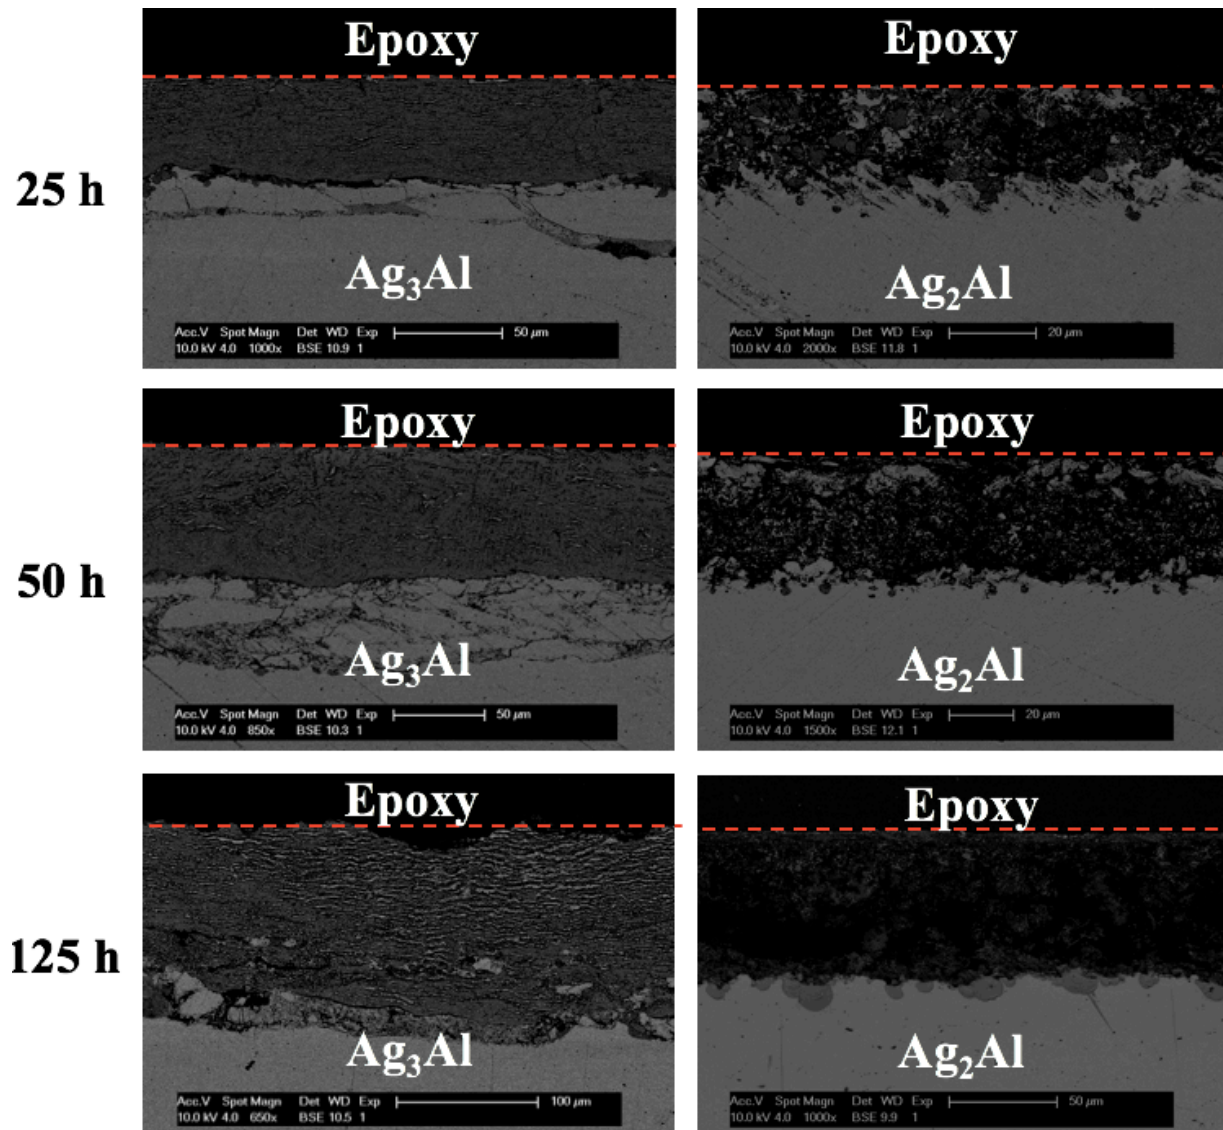 Epoxy
Epoxy
25 h
Ag₃Al
Ag₂Al
Acc.V Spot Magn Det WD Exp 50 μm
10.0 kV 4.0 1000x BSE 10.9 1
Acc.V Spot Magn Det WD Exp 20 μm
10.0 kV 4.0 2000x BSE 11.8 1
Epoxy
Epoxy
50 h
Ag₃Al
Ag₂Al
Acc.V Spot Magn Det WD Exp 50 μm
10.0 kV 4.0 850x BSE 10.3 1
Acc.V Spot Magn Det WD Exp 20 μm
10.0 kV 4.0 1500x BSE 12.1 1
Epoxy
Epoxy
125 h
Ag₃Al
Ag₂Al
Acc.V Spot Magn Det WD Exp 100 μm
10.0 kV 4.0 650x BSE 10.5 1
Acc.V Spot Magn Det WD Exp 50 μm
10.0 kV 4.0 1000x BSE 9.9 1